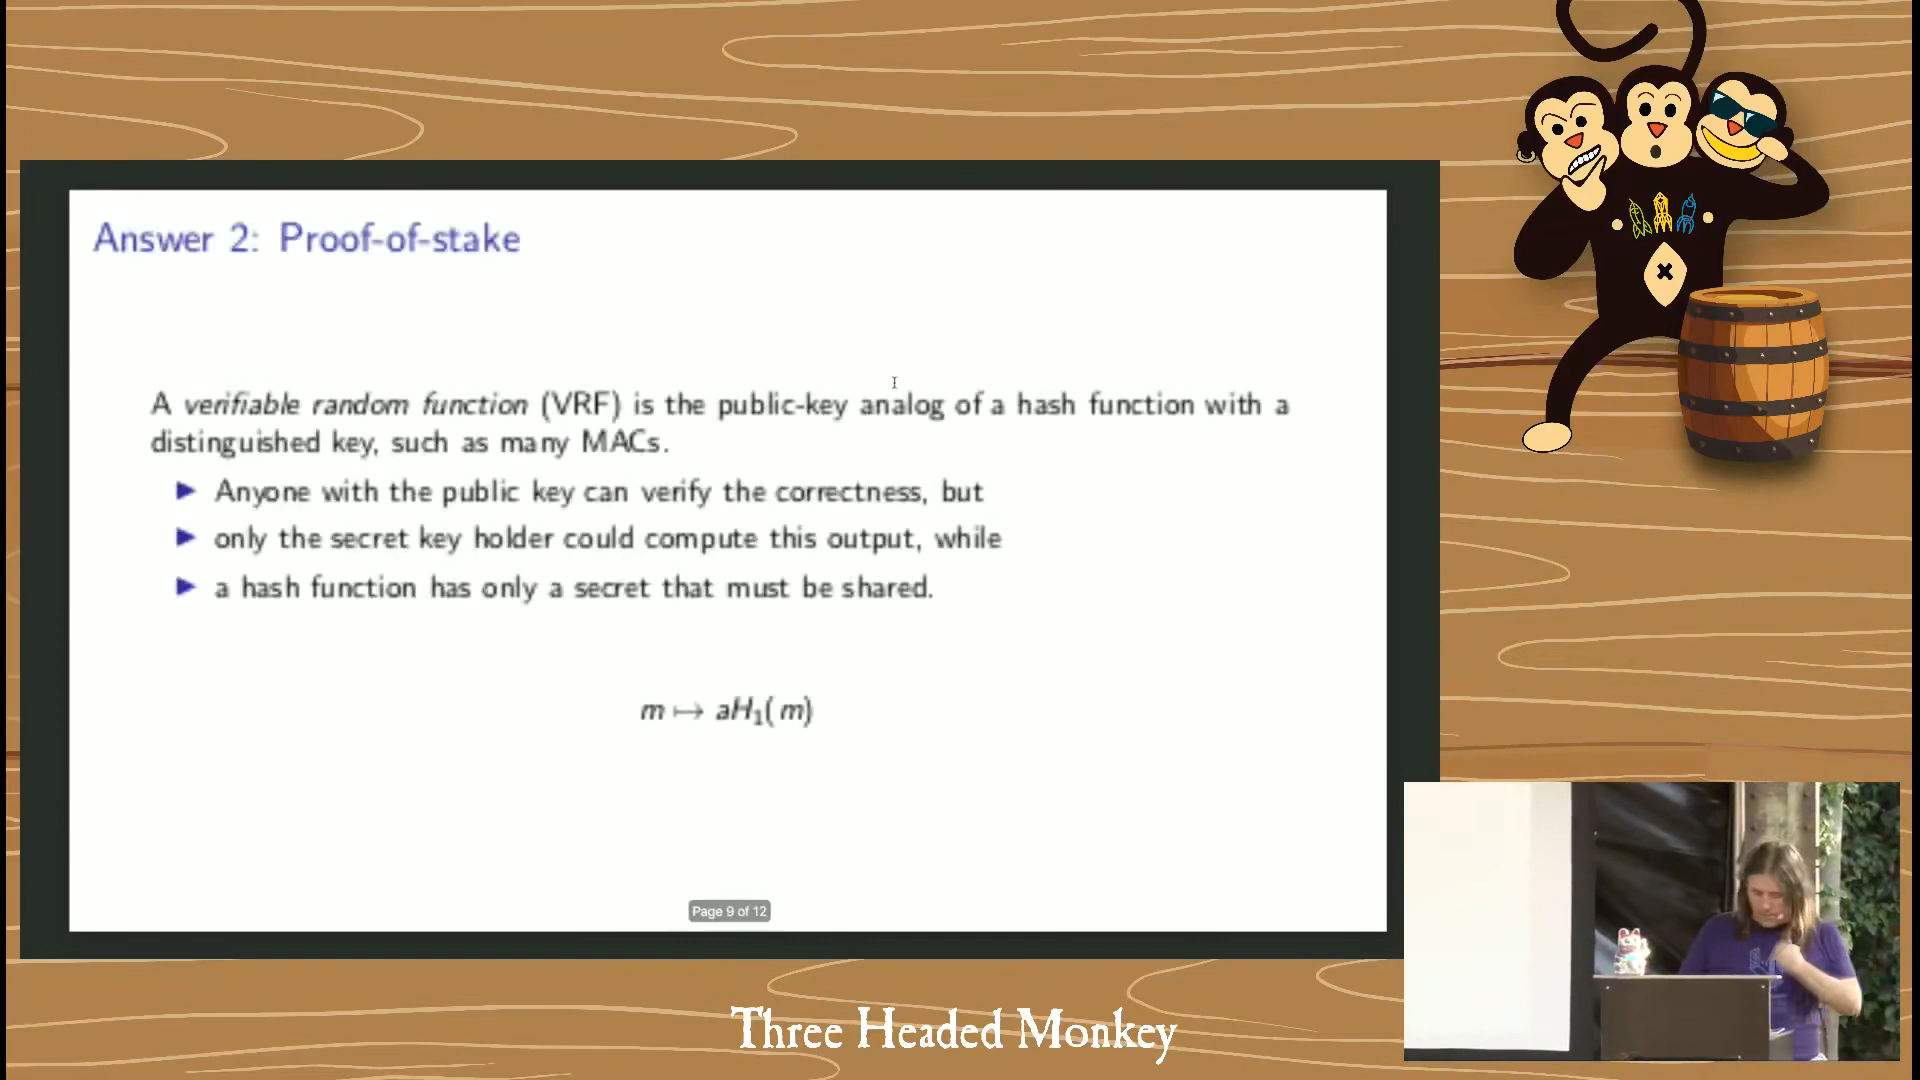 Answer 2: Proof-of-stake
A verifiable random function (VRF) is the public-key analog of a hash function with a
distinguished key, such as many MACs.
▶ Anyone with the public key can verify the correctness, but
▶ only the secret key holder could compute this output, while
▶ a hash function has only a secret that must be shared.
m ↦ aH₁(m)
Page 9 of 12
Three Headed Monkey